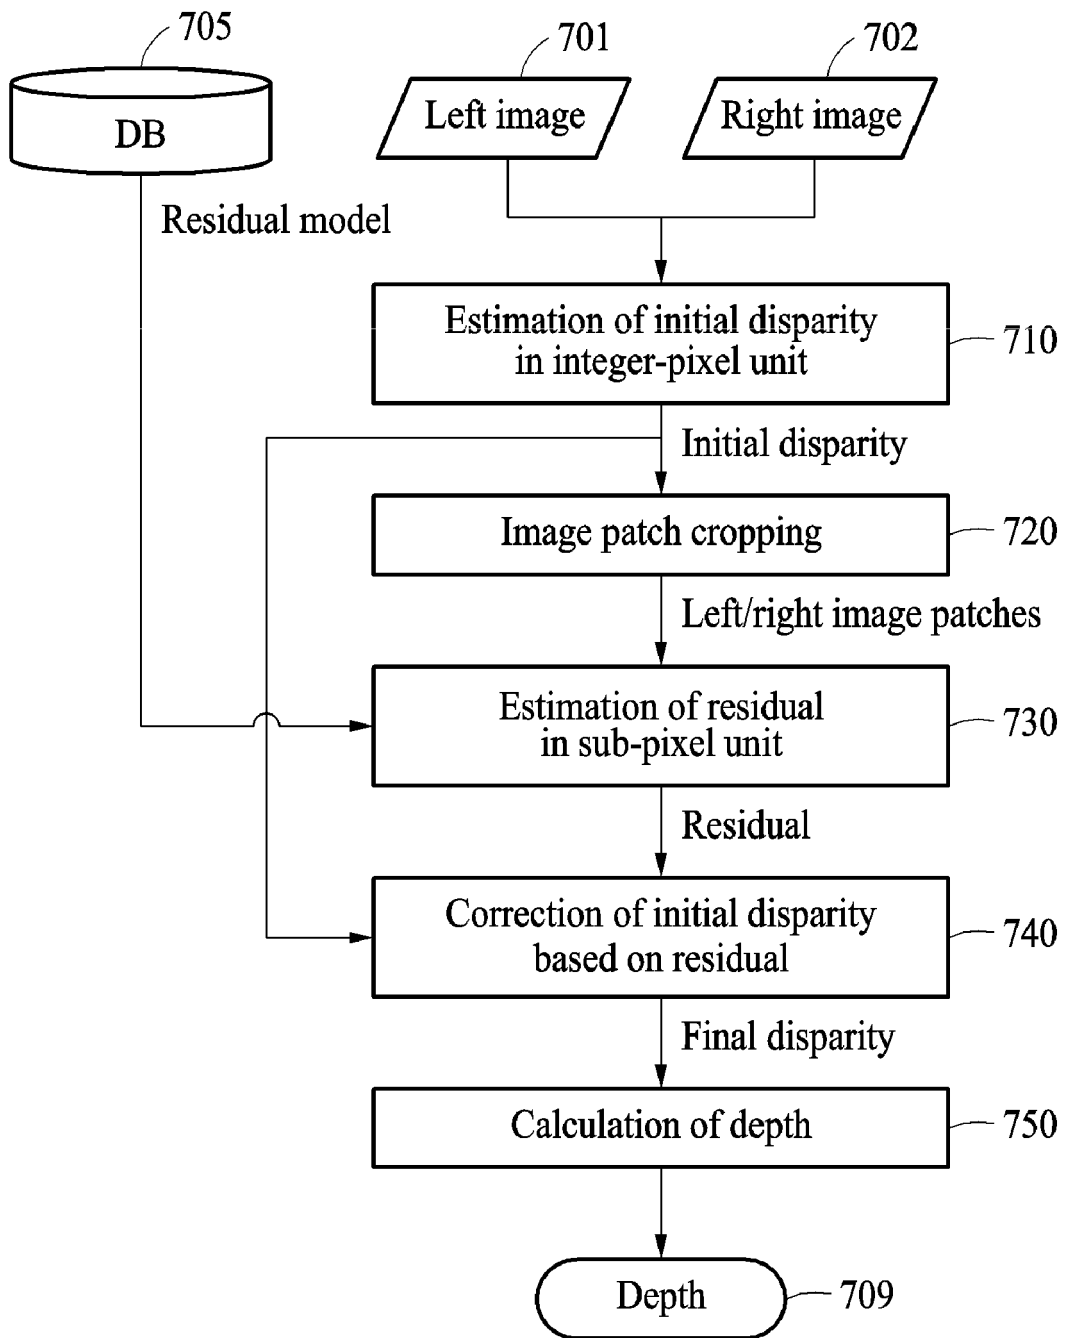 705
701
702
DB
Left image
Right image
Residual model
Estimation of initial disparity
in integer-pixel unit
710
Initial disparity
Image patch cropping
720
Left/right image patches
Estimation of residual
in sub-pixel unit
730
Residual
Correction of initial disparity
based on residual
740
Final disparity
Calculation of depth
750
Depth
709